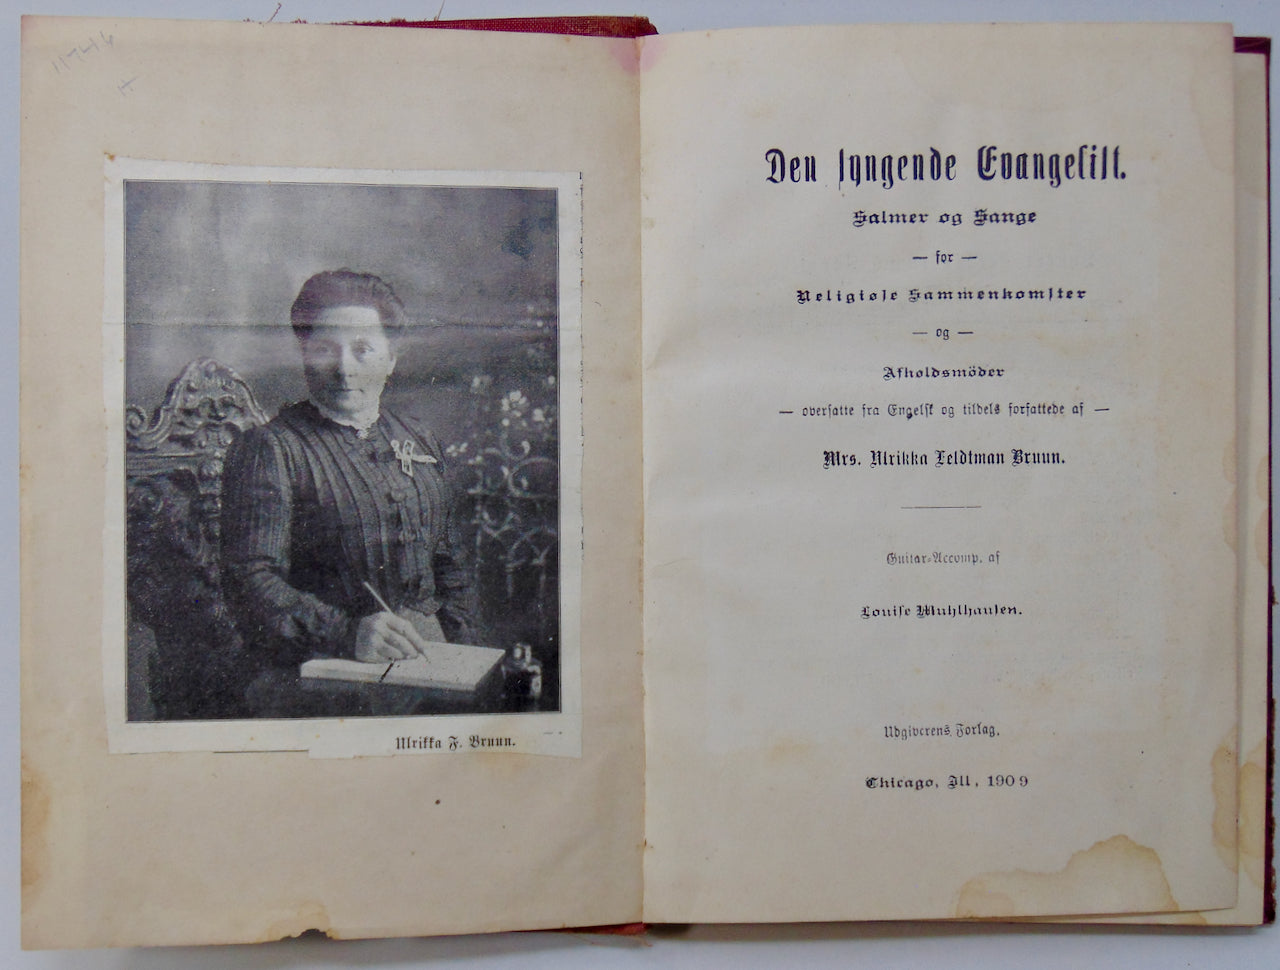 Ulrikka F. Bruun.
Den syngende Evangelist.
Salmer og Sange
— for —
Religiøse Sammenkomster
— og —
Afholdsmöder
— oversatte fra Engelsk og tildels forfattede af —
Mrs. Ulrikka Feldtman Bruun.
Guitar-Accomp. af
Louise Muhlhausen.
Udgiverens Forlag.
Chicago, Ill, 1909